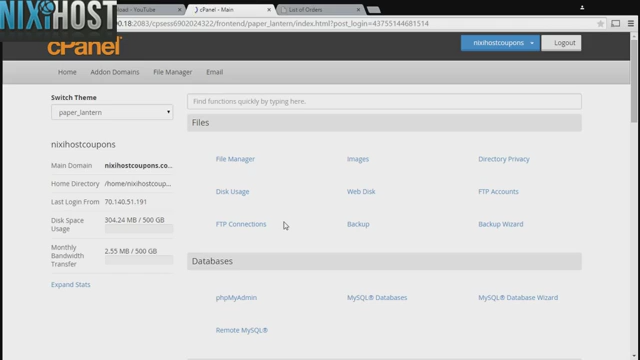 NIXIHOST
load - YouTube
cPanel - Main
List of Orders
00.18:2083/cpsess6902024322/frontend/paper_lantern/index.html?post_login=43755144681514
cPanel
nixihostcoupons
Logout
Home
Addon Domains
File Manager
Email
Switch Theme
paper_lantern
nixihostcoupons
Main Domain nixihostcoupons.co...
Home Directory /home/nixihostcoup...
Last Login From 70.140.51.191
Disk Space Usage 304.24 MB / 500 GB
Monthly Bandwidth Transfer 2.55 MB / 500 GB
Expand Stats
Find functions quickly by typing here.
Files
File Manager
Images
Directory Privacy
Disk Usage
Web Disk
FTP Accounts
FTP Connections
Backup
Backup Wizard
Databases
phpMyAdmin
MySQL® Databases
MySQL® Database Wizard
Remote MySQL®